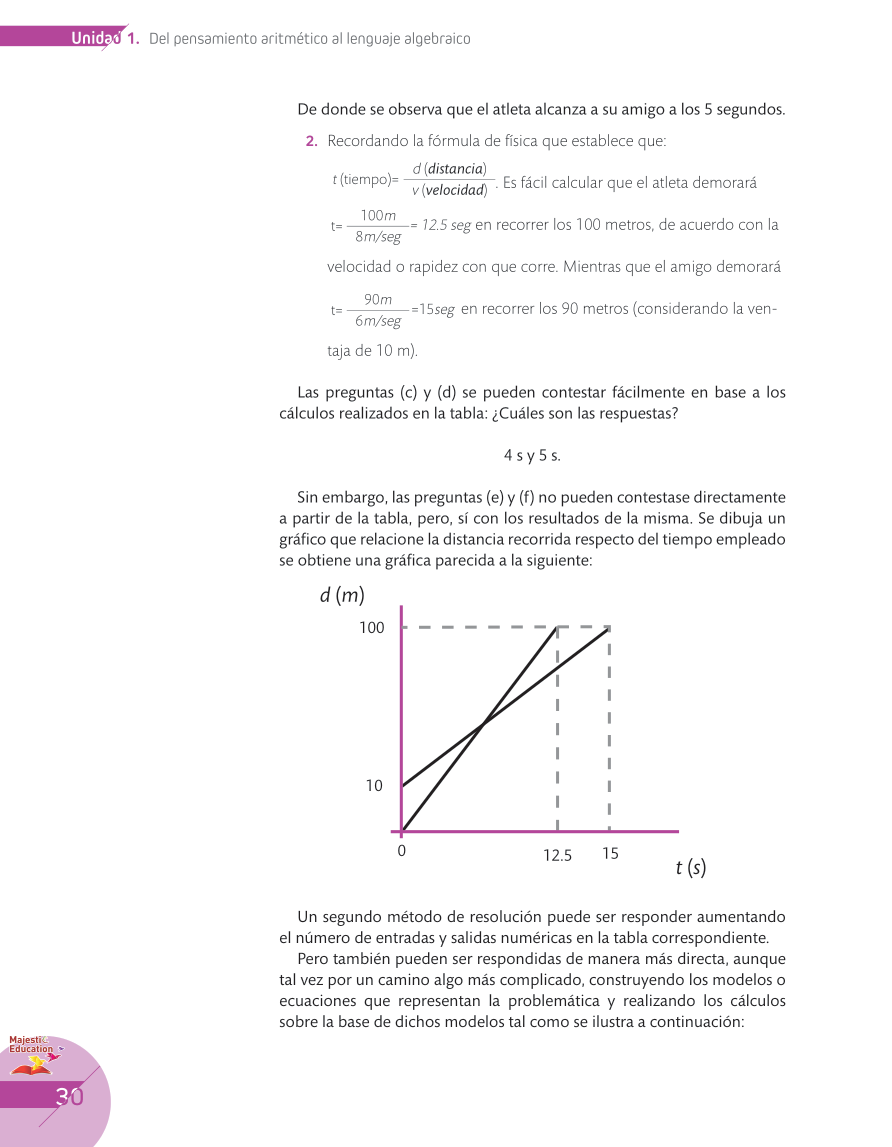 Unidad 1. Del pensamiento aritmético al lenguaje algebraico
De donde se observa que el atleta alcanza a su amigo a los 5 segundos.
2. Recordando la fórmula de física que establece que:
t (tiempo)= d (distancia) / v (velocidad) . Es fácil calcular que el atleta demorará
t= 100m / 8m/seg = 12.5 seg en recorrer los 100 metros, de acuerdo con la
velocidad o rapidez con que corre. Mientras que el amigo demorará
t= 90m / 6m/seg =15seg en recorrer los 90 metros (considerando la ven-
taja de 10 m).
Las preguntas (c) y (d) se pueden contestar fácilmente en base a los
cálculos realizados en la tabla: ¿Cuáles son las respuestas?
4 s y 5 s.
Sin embargo, las preguntas (e) y (f) no pueden contestase directamente
a partir de la tabla, pero, sí con los resultados de la misma. Se dibuja un
gráfico que relacione la distancia recorrida respecto del tiempo empleado
se obtiene una gráfica parecida a la siguiente:
d (m)
100
10
0
12.5
15
t (s)
Un segundo método de resolución puede ser responder aumentando
el número de entradas y salidas numéricas en la tabla correspondiente.
Pero también pueden ser respondidas de manera más directa, aunque
tal vez por un camino algo más complicado, construyendo los modelos o
ecuaciones que representan la problemática y realizando los cálculos
sobre la base de dichos modelos tal como se ilustra a continuación:
Majestic
Education
30